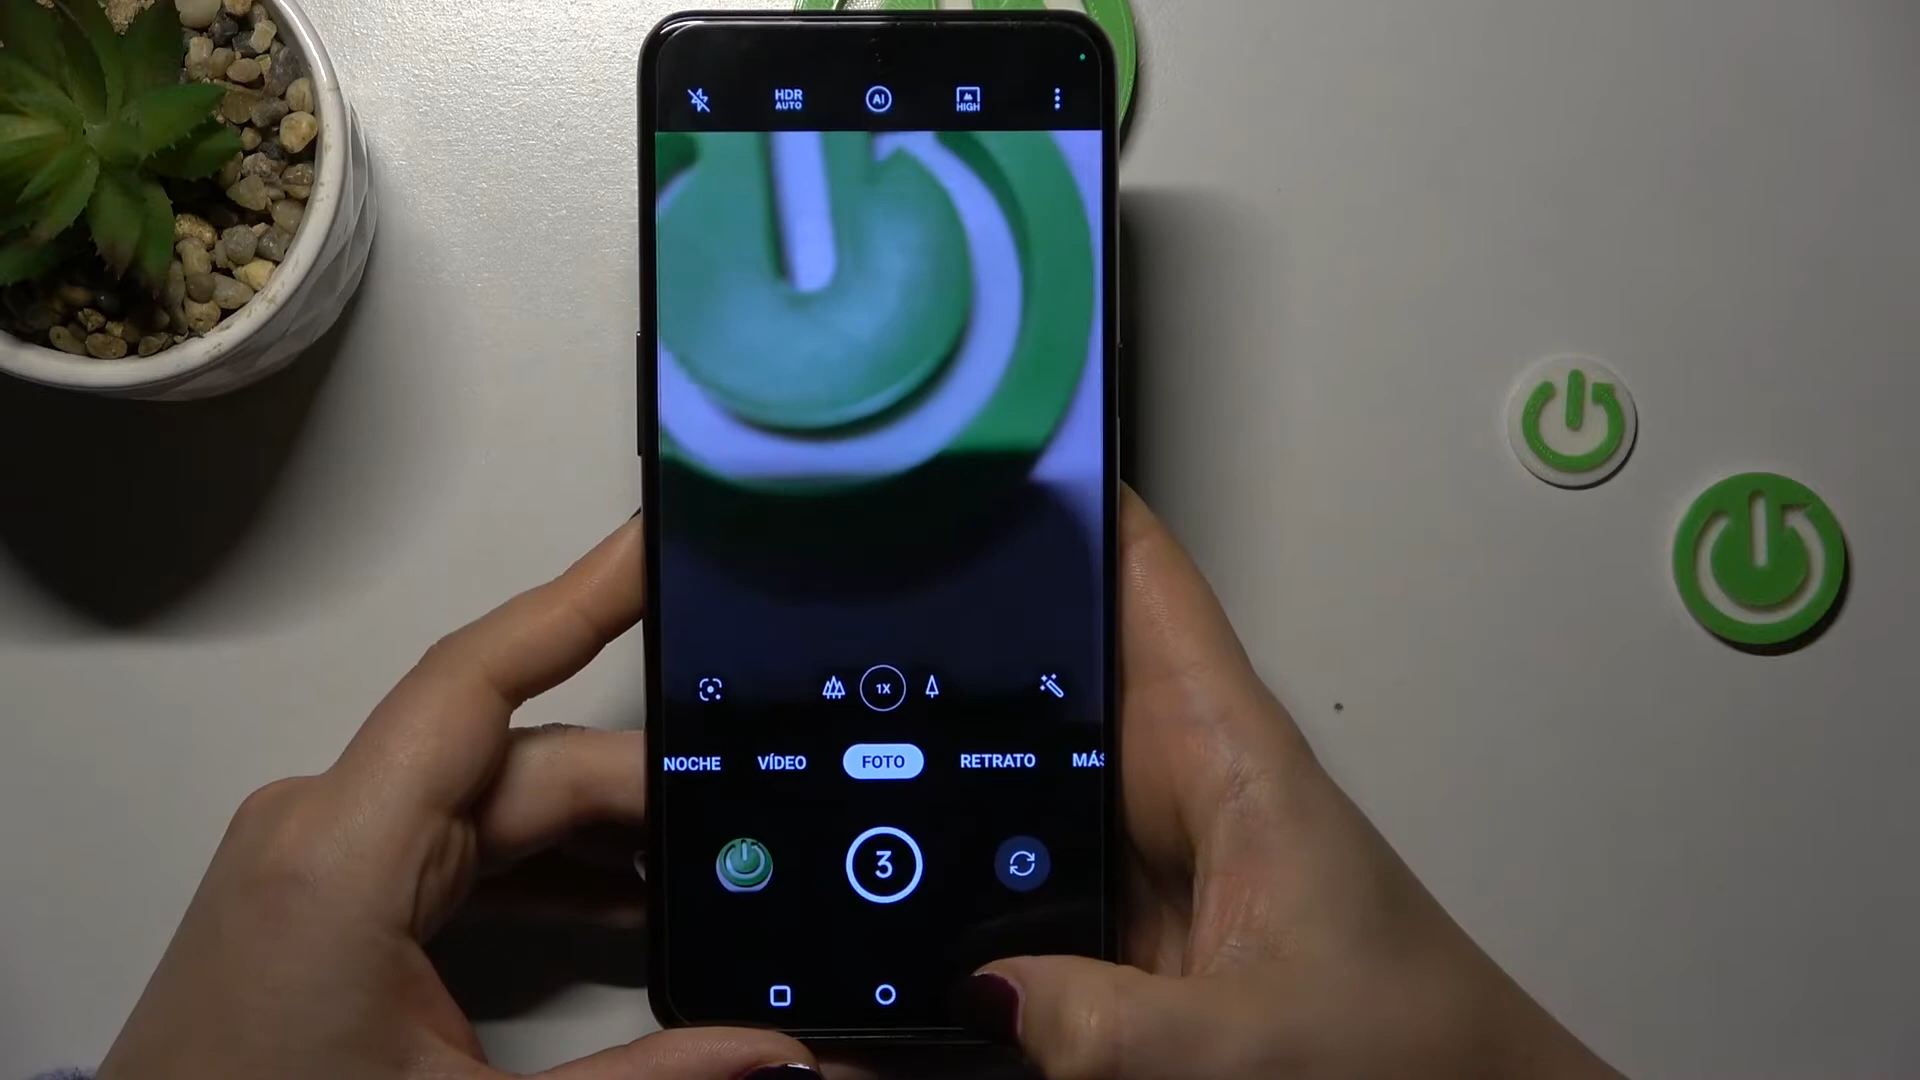 HDR
AUTO
AI
HIGH
1X
NOCHE VÍDEO FOTO RETRATO MÁS
3